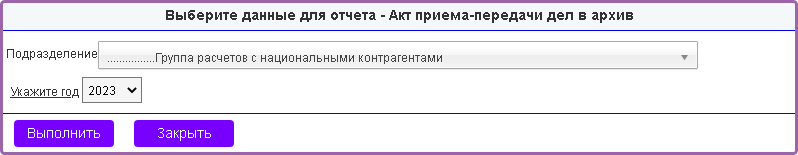 Выберите данные для отчета - Акт приема-передачи дел в архив
Подразделение ................Группа расчетов с национальными контрагентами
Укажите год 2023
Выполнить Закрыть